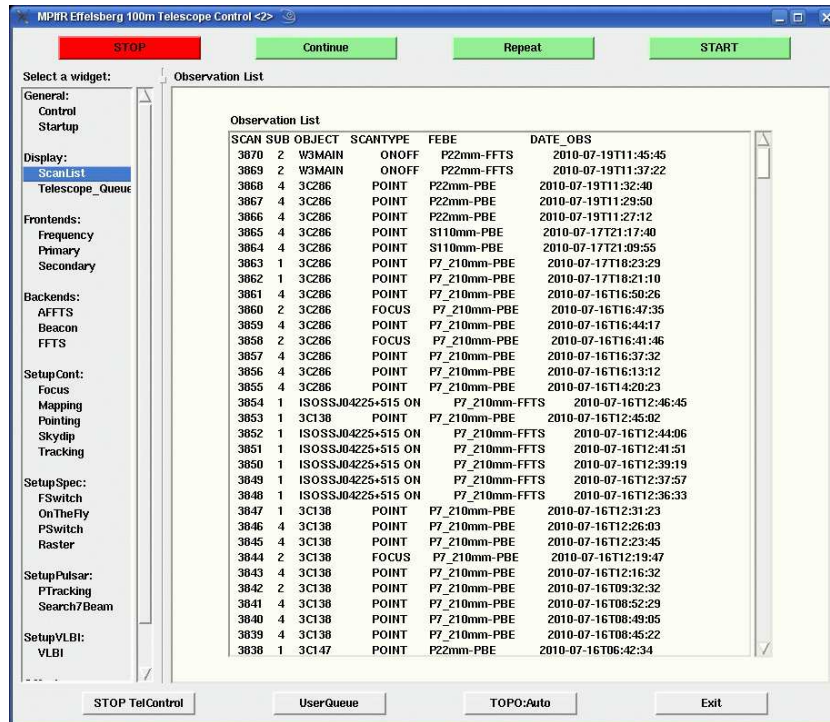 MPIfR Effelsberg 100m Telescope Control <2>
STOP Continue Repeat START
Select a widget:
General:
Control
Startup
Display:
ScanList
Telescope_Queue
Frontends:
Frequency
Primary
Secondary
Backends:
AFFTS
Beacon
FFTS
SetupCont:
Focus
Mapping
Pointing
Skydip
Tracking
SetupSpec:
FSwitch
OnTheFly
PSwitch
Raster
SetupPulsar:
PTracking
Search7Beam
SetupVLBI:
VLBI
Observation List
Observation List
SCAN SUB OBJECT SCANTYPE FEBE DATE_OBS
3870 2 W3MAIN ONOFF P22mm-FFTS 2010-07-19T11:45:45
3869 2 W3MAIN ONOFF P22mm-FFTS 2010-07-19T11:37:22
3868 4 3C286 POINT P22mm-PBE 2010-07-19T11:32:40
3867 4 3C286 POINT P22mm-PBE 2010-07-19T11:29:50
3866 4 3C286 POINT P22mm-PBE 2010-07-19T11:27:12
3865 4 3C286 POINT S110mm-PBE 2010-07-17T21:17:40
3864 4 3C286 POINT S110mm-PBE 2010-07-17T21:09:55
3863 1 3C286 POINT P7_210mm-PBE 2010-07-17T18:23:29
3862 1 3C286 POINT P7_210mm-PBE 2010-07-17T18:21:10
3861 4 3C286 POINT P7_210mm-PBE 2010-07-16T16:50:26
3860 2 3C286 FOCUS P7_210mm-PBE 2010-07-16T16:47:35
3859 4 3C286 POINT P7_210mm-PBE 2010-07-16T16:44:17
3858 2 3C286 FOCUS P7_210mm-PBE 2010-07-16T16:41:46
3857 4 3C286 POINT P7_210mm-PBE 2010-07-16T16:37:32
3856 4 3C286 POINT P7_210mm-PBE 2010-07-16T16:13:12
3855 4 3C286 POINT P7_210mm-PBE 2010-07-16T14:20:23
3854 1 ISOSSJ04225+515 ON P7_210mm-FFTS 2010-07-16T12:46:45
3853 1 3C138 POINT P7_210mm-PBE 2010-07-16T12:45:02
3852 1 ISOSSJ04225+515 ON P7_210mm-FFTS 2010-07-16T12:44:06
3851 1 ISOSSJ04225+515 ON P7_210mm-FFTS 2010-07-16T12:41:51
3850 1 ISOSSJ04225+515 ON P7_210mm-FFTS 2010-07-16T12:39:19
3849 1 ISOSSJ04225+515 ON P7_210mm-FFTS 2010-07-16T12:37:57
3848 1 ISOSSJ04225+515 ON P7_210mm-FFTS 2010-07-16T12:36:33
3847 1 3C138 POINT P7_210mm-PBE 2010-07-16T12:31:23
3846 4 3C138 POINT P7_210mm-PBE 2010-07-16T12:26:03
3845 4 3C138 POINT P7_210mm-PBE 2010-07-16T12:23:45
3844 2 3C138 FOCUS P7_210mm-PBE 2010-07-16T12:19:47
3843 4 3C138 POINT P7_210mm-PBE 2010-07-16T12:16:32
3842 2 3C138 POINT P7_210mm-PBE 2010-07-16T09:32:32
3841 4 3C138 POINT P7_210mm-PBE 2010-07-16T08:52:29
3840 4 3C138 POINT P7_210mm-PBE 2010-07-16T08:49:05
3839 4 3C138 POINT P7_210mm-PBE 2010-07-16T08:45:22
3838 1 3C147 POINT P22mm-PBE 2010-07-16T06:42:34
STOP TelControl UserQueue TOPO:Auto Exit